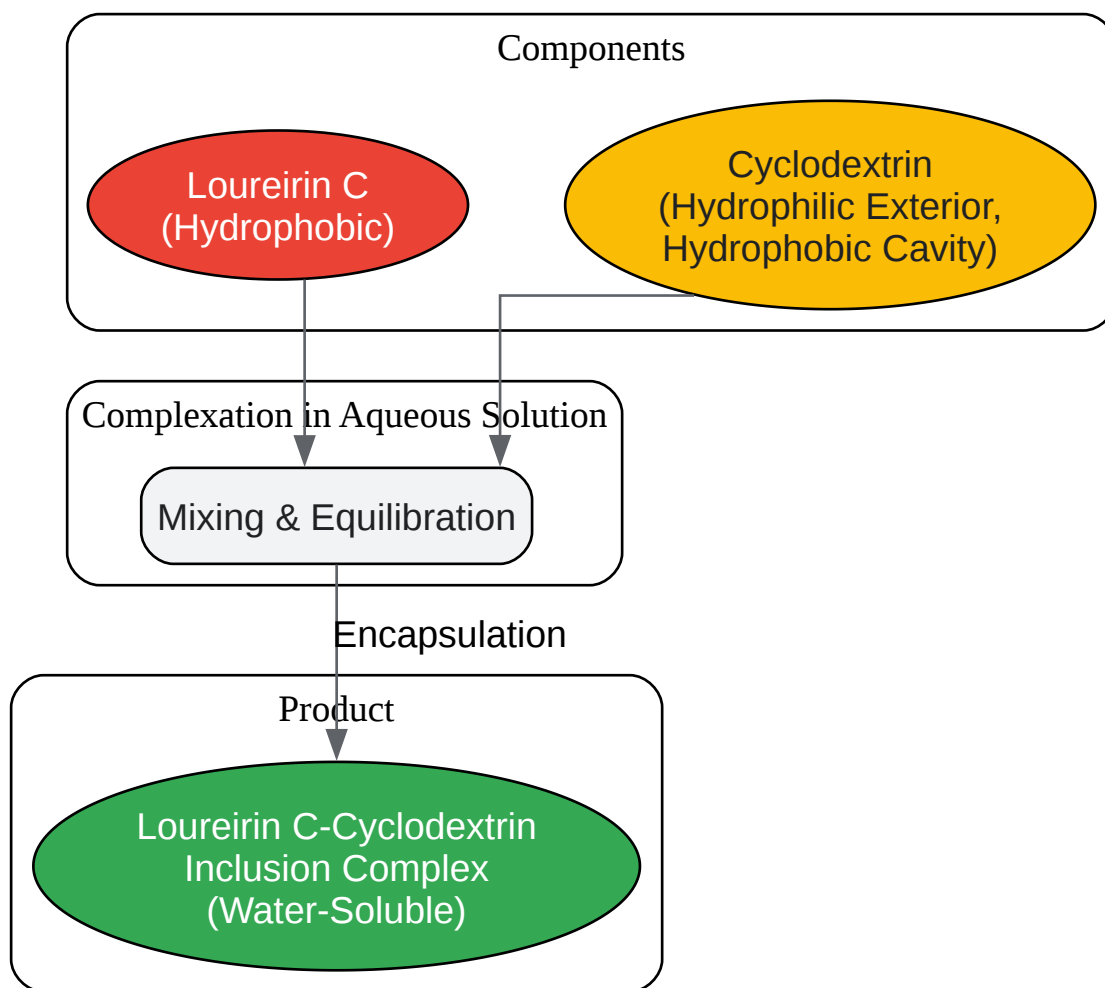 Components
Loureirin C
(Hydrophobic)
Cyclodextrin
(Hydrophilic Exterior,
Hydrophobic Cavity)
Complexation in Aqueous Solution
Mixing & Equilibration
Encapsulation
Product
Loureirin C-Cyclodextrin
Inclusion Complex
(Water-Soluble)